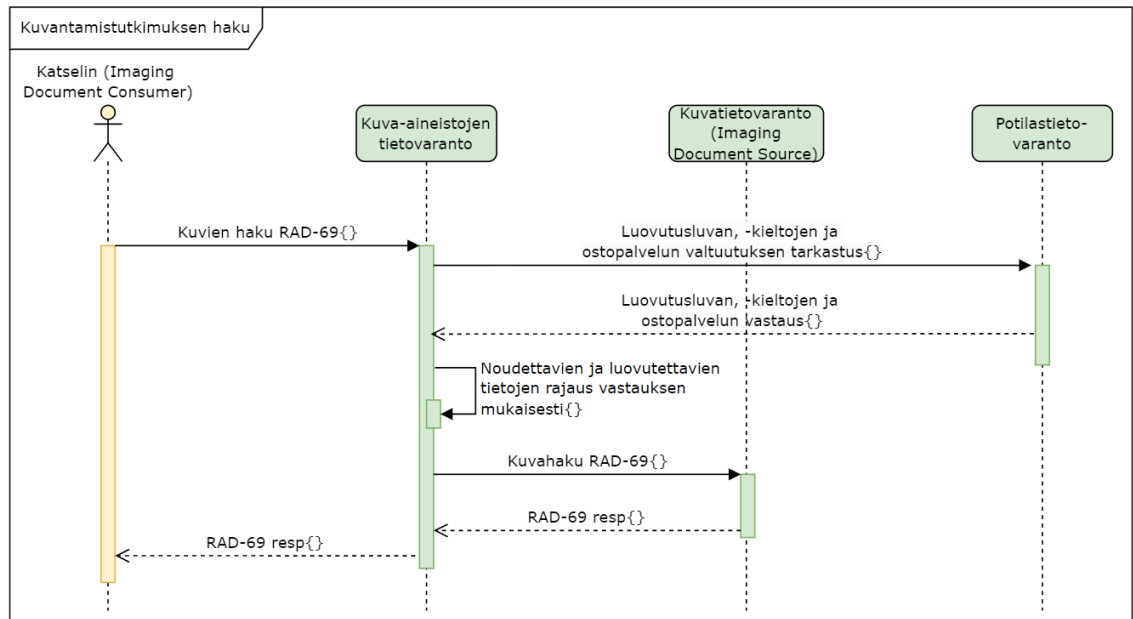 Kuvantamistutkimuksen haku
Katselin (Imaging
Document Consumer)
Kuva-aineistojen
tietovaranto
Kuvatietovaranto
(Imaging
Document Source)
Potilastieto-
varanto
Kuvien haku RAD-69{}
Luovutusluvan, -kieltojen ja
ostopalvelun valtuutuksen tarkastus{}
Luovutusluvan, -kieltojen ja
ostopalvelun vastaus{}
Noudettavien ja luovutettavien
tietojen rajaus vastauksen
mukaisesti{}
Kuvahaku RAD-69{}
RAD-69 resp{}
RAD-69 resp{}